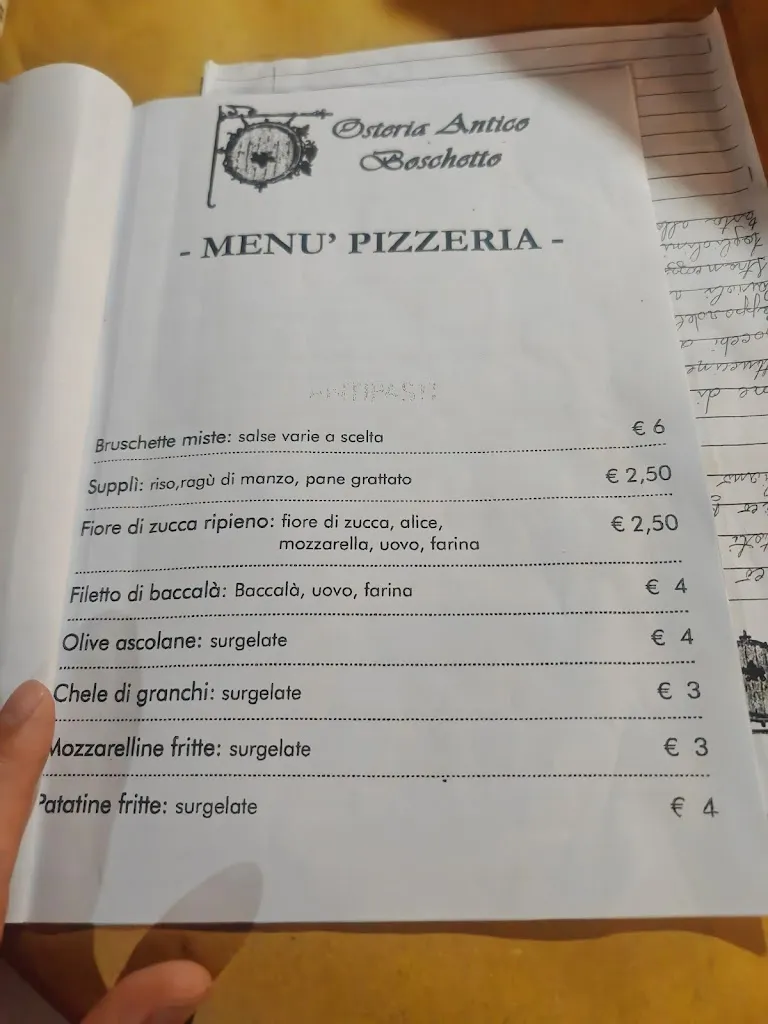 Osteria Antico
Boschetto
- MENU' PIZZERIA -
ANTIPASTI
Bruschette miste: salse varie a scelta € 6
Supplì: riso,ragù di manzo, pane grattato € 2,50
Fiore di zucca ripieno: fiore di zucca, alice, € 2,50
mozzarella, uovo, farina
Filetto di baccalà: Baccalà, uovo, farina € 4
Olive ascolane: surgelate € 4
Chele di granchi: surgelate € 3
Mozzarelline fritte: surgelate € 3
Patatine fritte: surgelate € 4